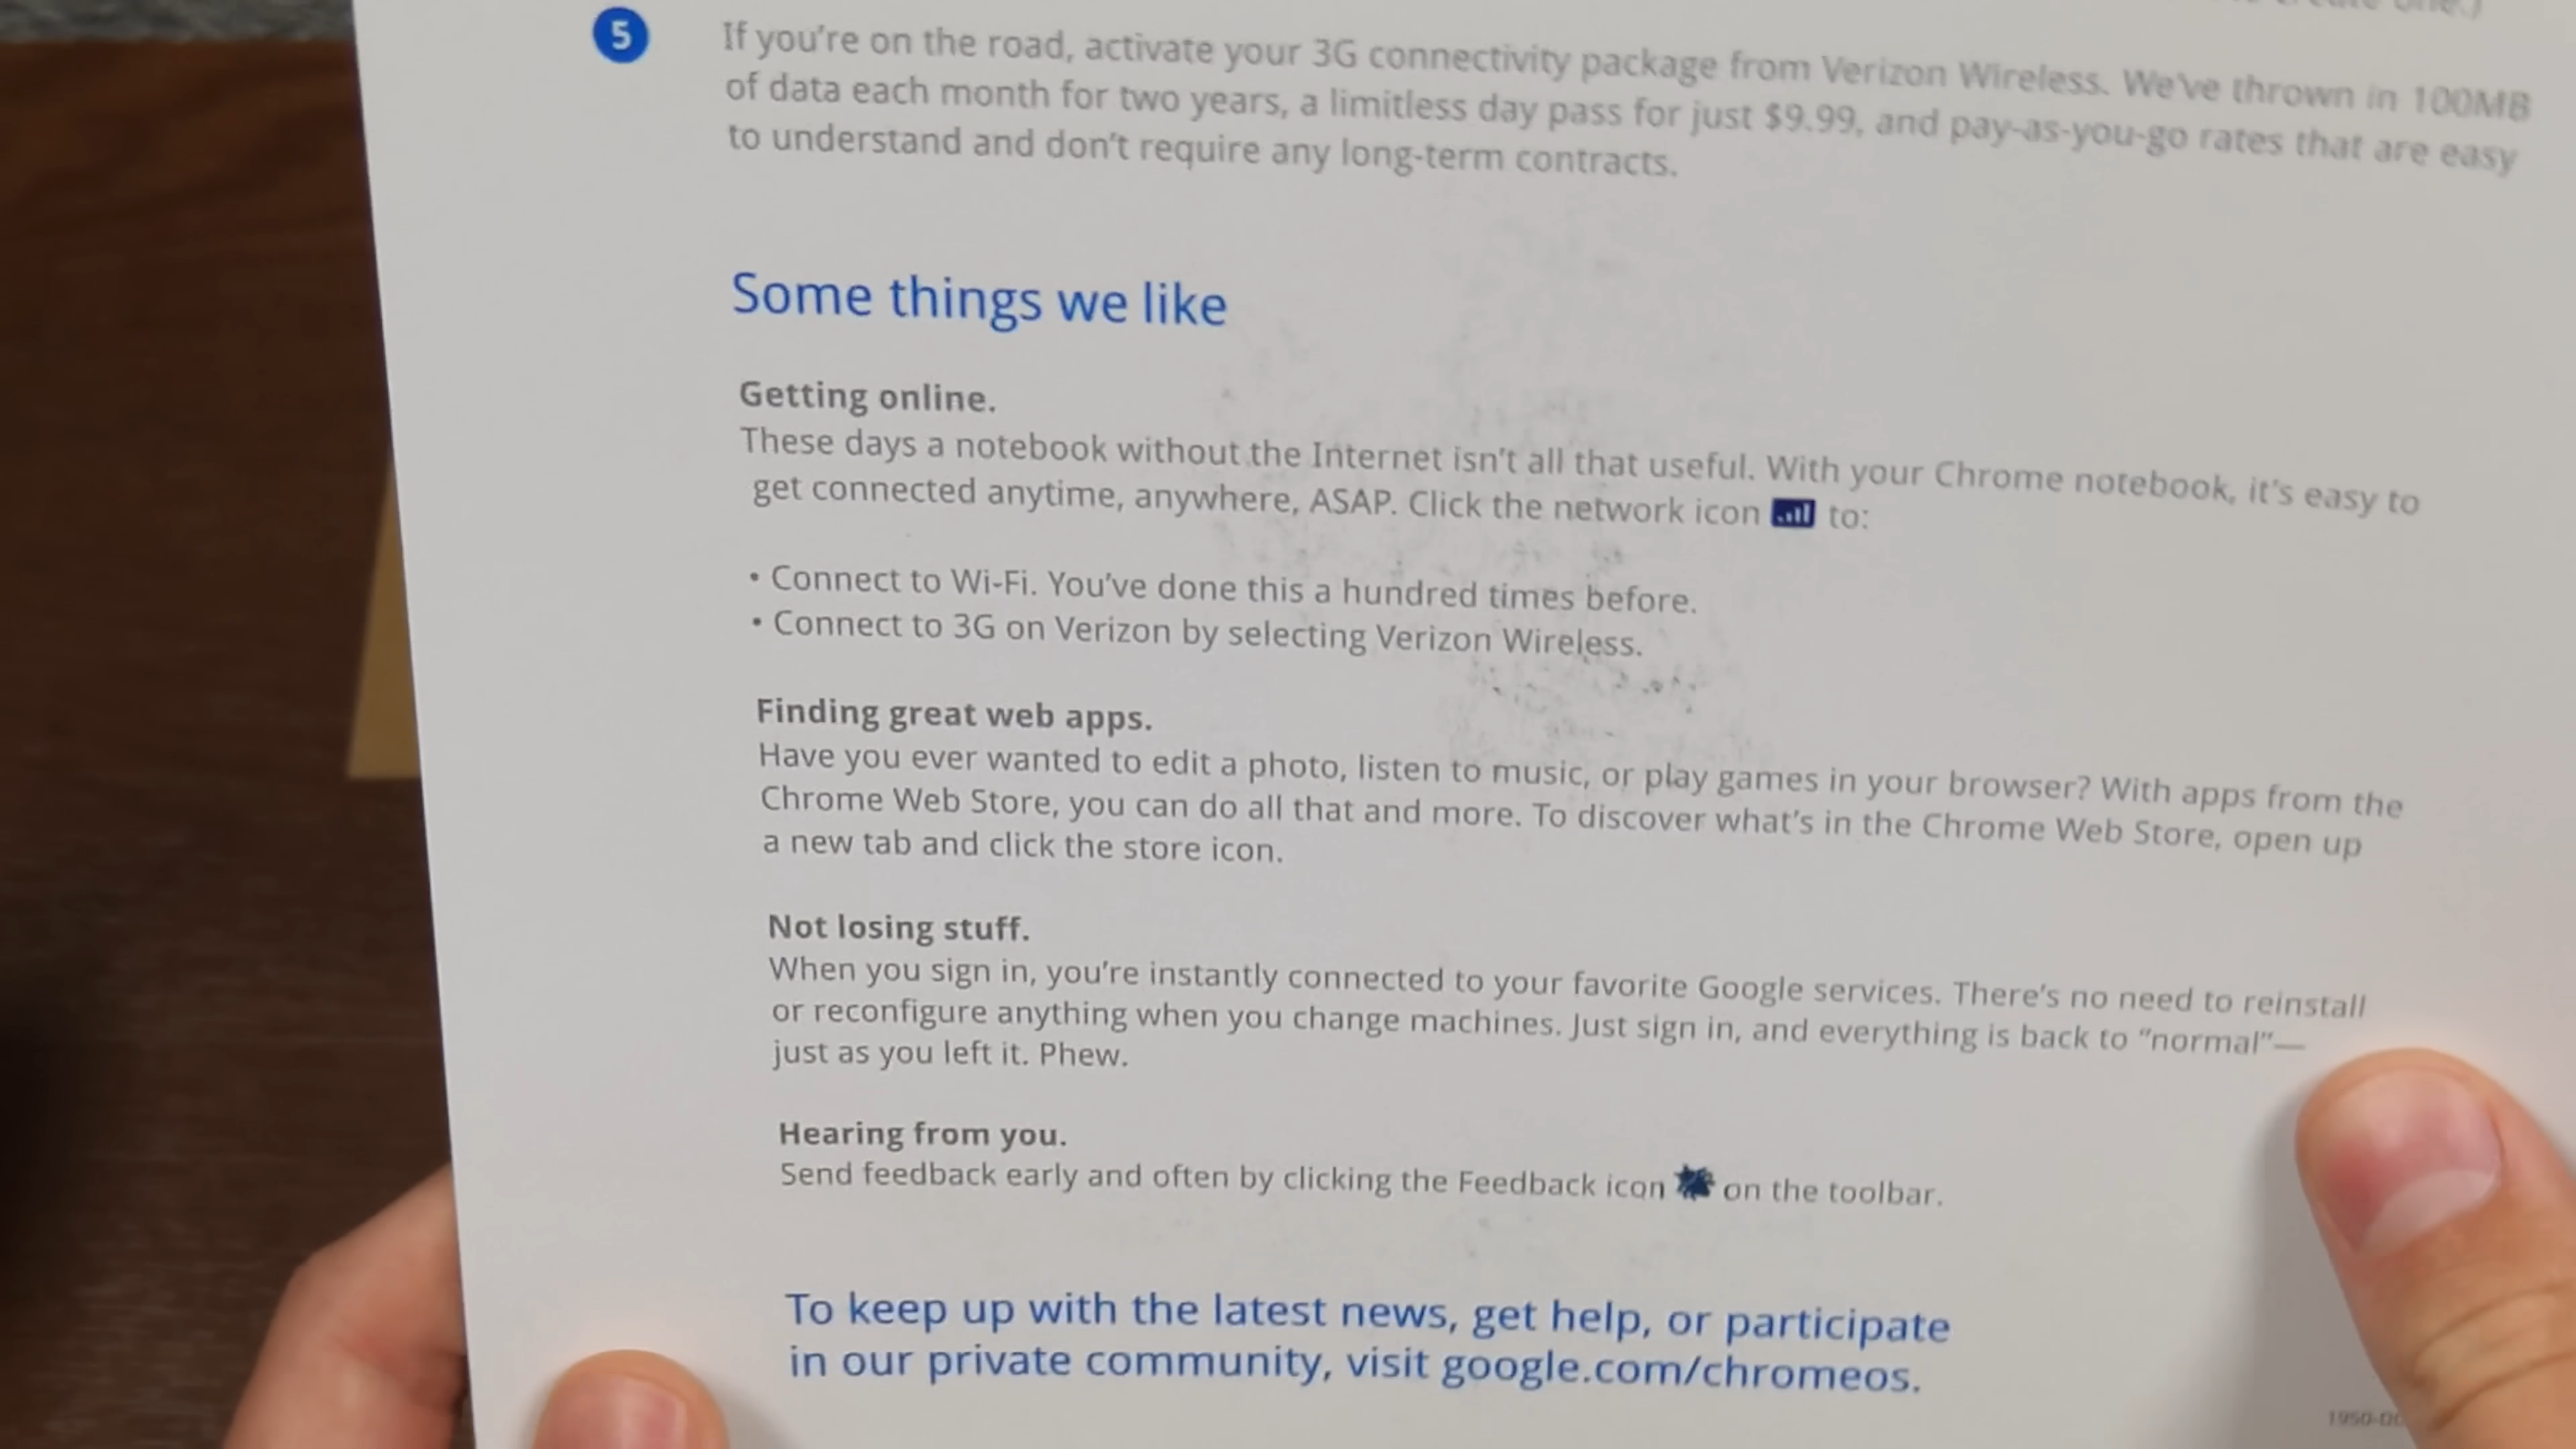 one.)
5
If you're on the road, activate your 3G connectivity package from Verizon Wireless. We've thrown in 100MB
of data each month for two years, a limitless day pass for just $9.99, and pay-as-you-go rates that are easy
to understand and don't require any long-term contracts.
Some things we like
Getting online.
These days a notebook without the Internet isn't all that useful. With your Chrome notebook, it's easy to
get connected anytime, anywhere, ASAP. Click the network icon to:
• Connect to Wi-Fi. You've done this a hundred times before.
• Connect to 3G on Verizon by selecting Verizon Wireless.
Finding great web apps.
Have you ever wanted to edit a photo, listen to music, or play games in your browser? With apps from the
Chrome Web Store, you can do all that and more. To discover what's in the Chrome Web Store, open up
a new tab and click the store icon.
Not losing stuff.
When you sign in, you're instantly connected to your favorite Google services. There's no need to reinstall
or reconfigure anything when you change machines. Just sign in, and everything is back to “normal”—
just as you left it. Phew.
Hearing from you.
Send feedback early and often by clicking the Feedback icon on the toolbar.
To keep up with the latest news, get help, or participate
in our private community, visit google.com/chromeos.